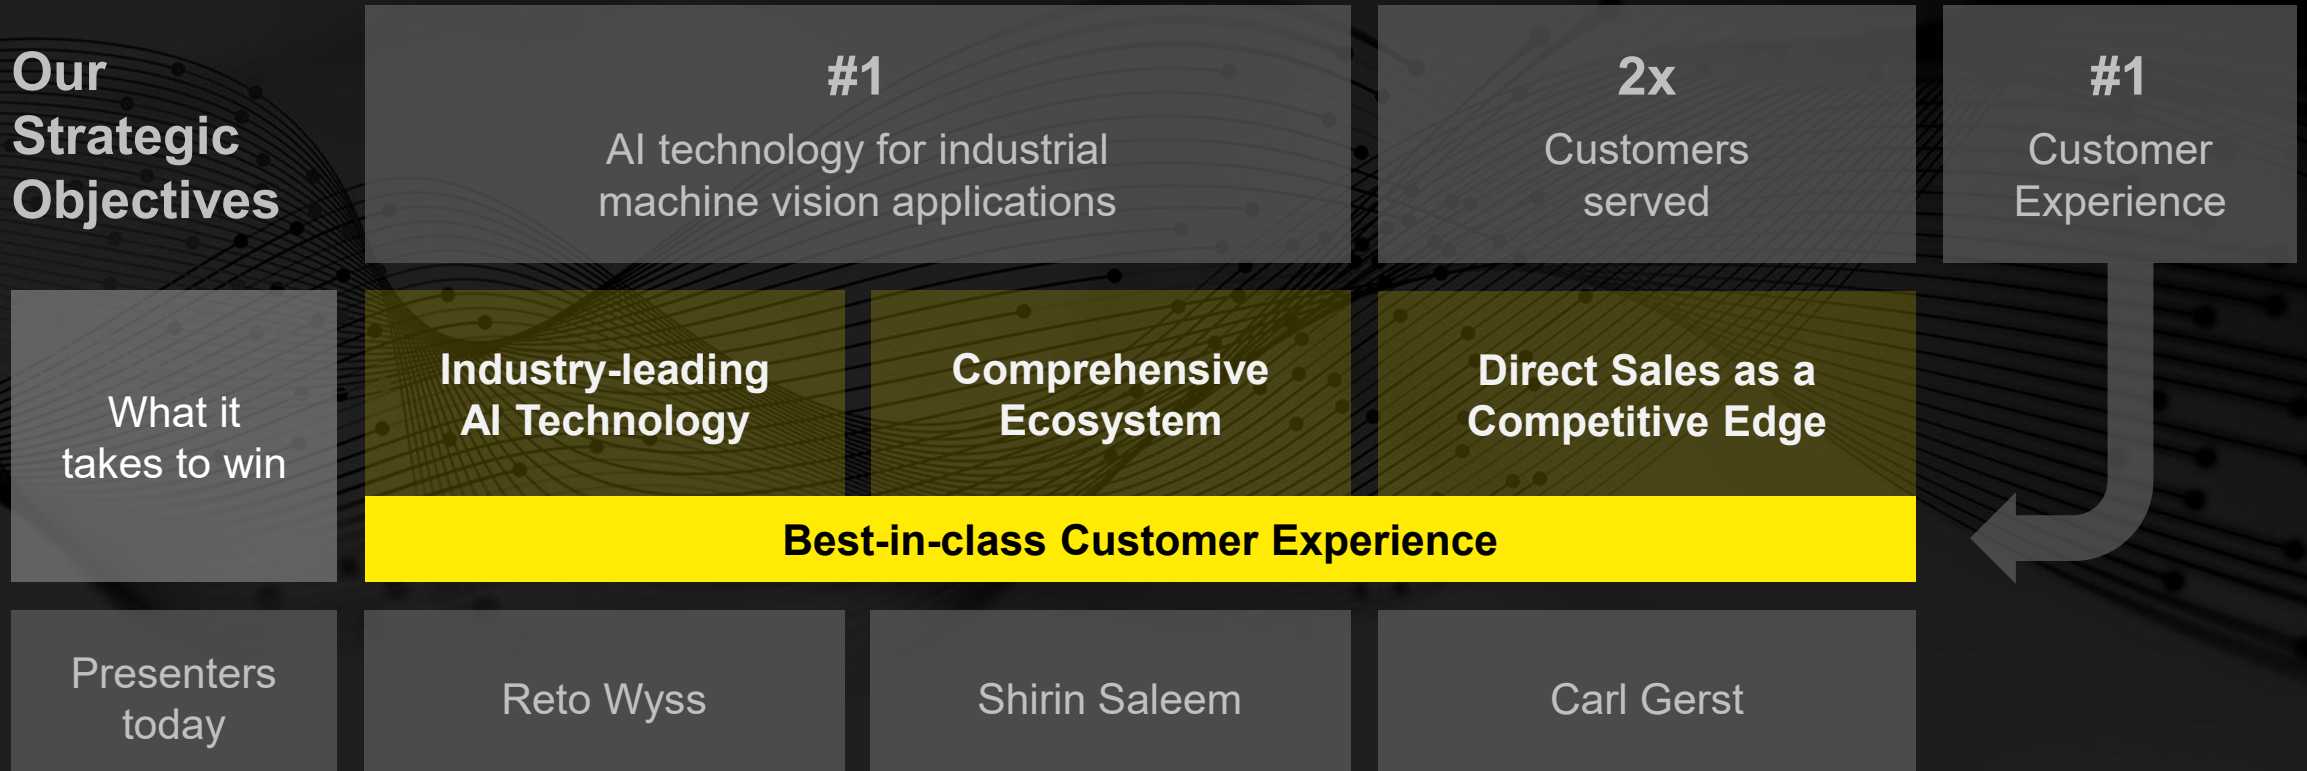 Our
Strategic
Objectives
#1
AI technology for industrial
machine vision applications
2x
Customers
served
#1
Customer
Experience
What it
takes to win
Industry-leading
AI Technology
Comprehensive
Ecosystem
Direct Sales as a
Competitive Edge
Best-in-class Customer Experience
Presenters
today
Reto Wyss
Shirin Saleem
Carl Gerst